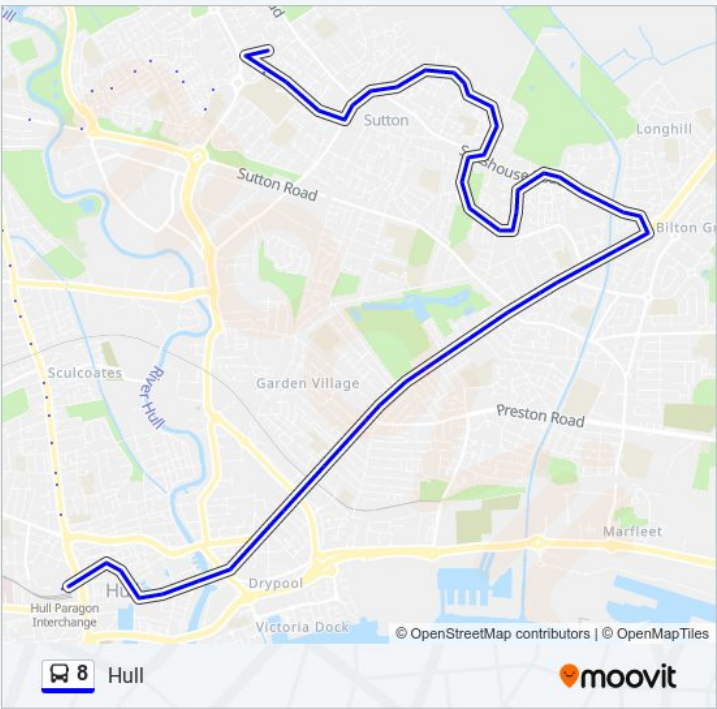 Sutton
Longhill
Sutton Road
Bilton Gr
Sculcoates
River Hull
Garden Village
Preston Road
Marfleet
Hull Paragon
Interchange
Drypool
Victoria Dock
© OpenStreetMap contributors | © OpenMapTiles
8 Hull
moovit